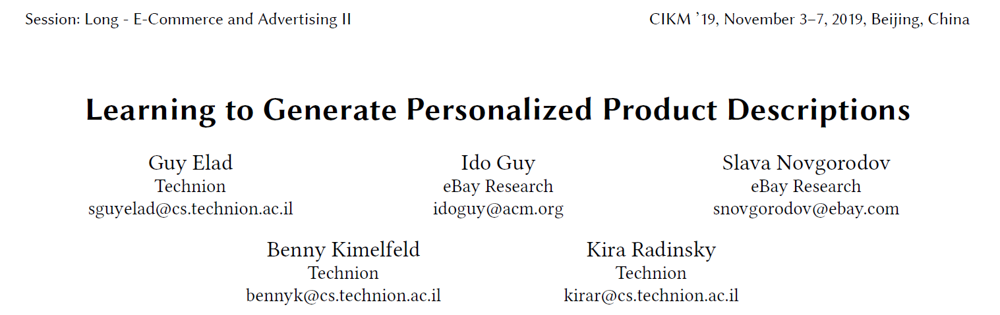 Session: Long - E-Commerce and Advertising II
CIKM ’19, November 3–7, 2019, Beijing, China
Learning to Generate Personalized Product Descriptions
Guy Elad
Technion
sguyelad@cs.technion.ac.il
Ido Guy
eBay Research
idoguy@acm.org
Slava Novgorodov
eBay Research
snovgorodov@ebay.com
Benny Kimelfeld
Technion
bennyk@cs.technion.ac.il
Kira Radinsky
Technion
kirar@cs.technion.ac.il